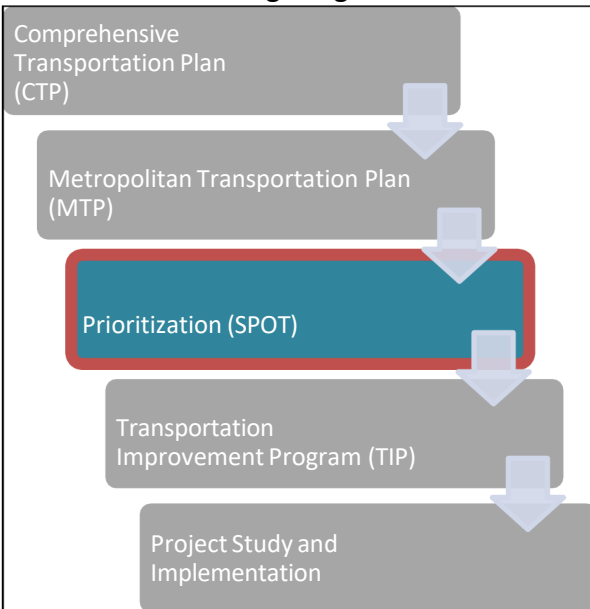 Comprehensive
Transportation Plan
(CTP)
Metropolitan Transportation Plan
(MTP)
Prioritization (SPOT)
Transportation
Improvement Program (TIP)
Project Study and
Implementation